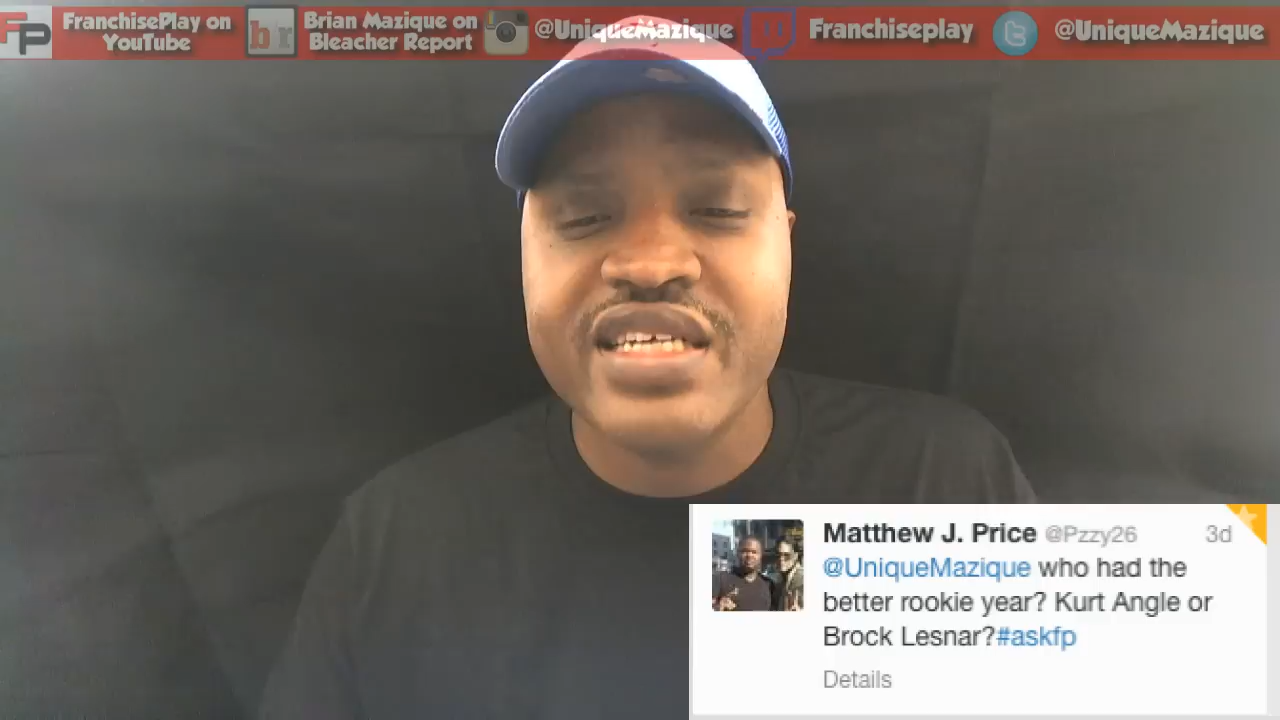 FP
FranchisePlay on
YouTube
br
Brian Mazique on
Bleacher Report
@UniqueMazique
Franchiseplay
@UniqueMazique
Matthew J. Price @Pzzy26 3d
@UniqueMazique who had the
better rookie year? Kurt Angle or
Brock Lesnar?#askfp
Details